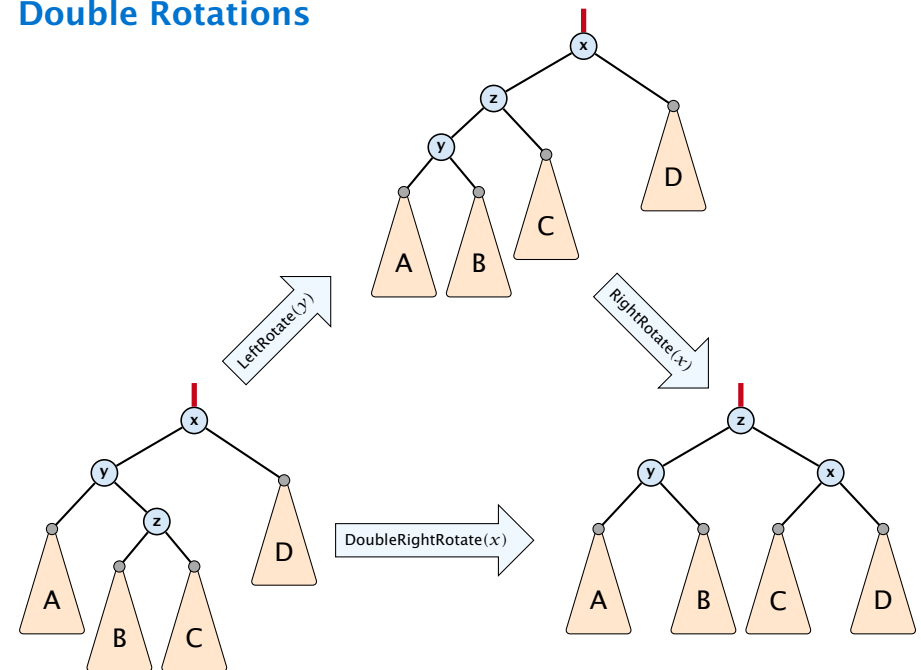 Double Rotations
x
z
y
D
C
A
B
LeftRotate(y)
RightRotate(x)
x
y
z
D
A
B
C
DoubleRightRotate(x)
z
y
x
A
B
C
D